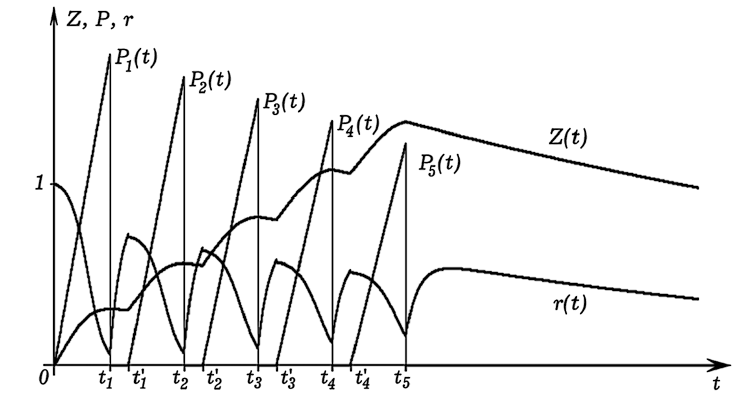 Z, P, r
P₁(t)
P₂(t)
P₃(t)
P₄(t)
Z(t)
P₅(t)
1
r(t)
0 t₁ t'₁ t₂ t'₂ t₃ t'₃ t₄ t'₄ t₅ t